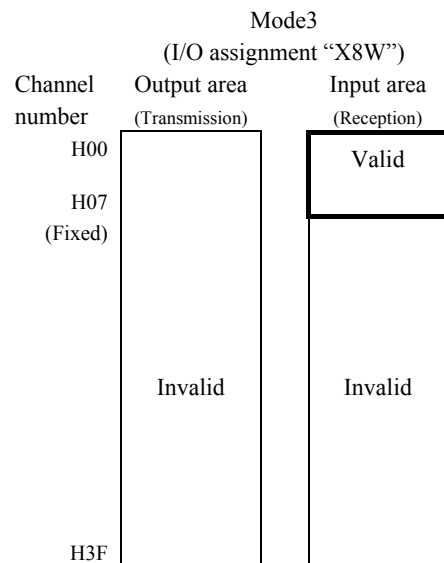 Mode3
(I/O assignment “X8W”)
Channel Output area Input area
number (Transmission) (Reception)
H00 Valid
H07
(Fixed)
Invalid Invalid
H3F